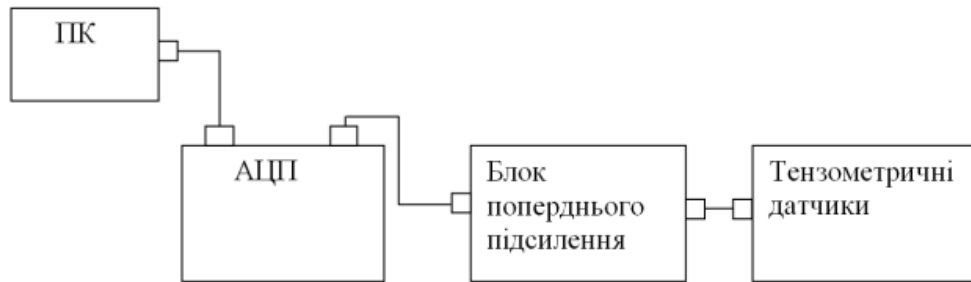 ПК
АЦП
Блок
поперднього
підсилення
Тензометричні
датчики